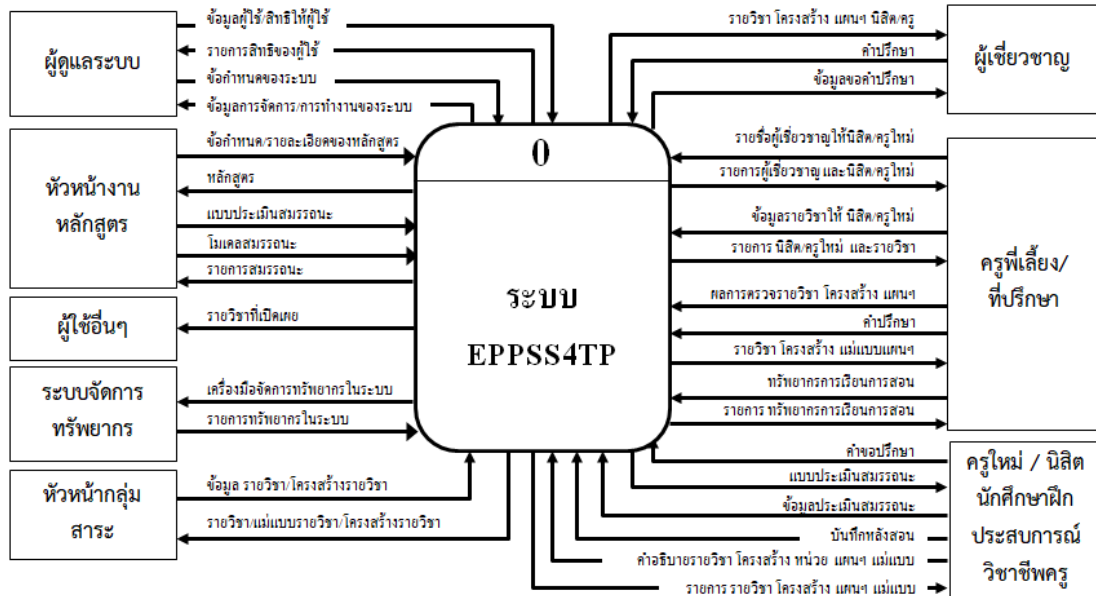 ผู้ดูแลระบบ
ข้อมูลผู้ใช้/สิทธิให้ผู้ใช้
รายการสิทธิของผู้ใช้
ข้อกำหนดของระบบ
ข้อมูลการจัดการ/การทำงานของระบบ
หัวหน้างาน
หลักสูตร
ข้อกำหนด/รายละเอียดของหลักสูตร
หลักสูตร
แบบประเมินสมรรถนะ
โมเดลสมรรถนะ
รายการสมรรถนะ
ผู้ใช้อื่นๆ
รายวิชาที่เปิดเผย
ระบบจัดการ
ทรัพยากร
เครื่องมือจัดการทรัพยากรในระบบ
รายการทรัพยากรในระบบ
หัวหน้ากลุ่ม
สาระ
ข้อมูล รายวิชา/โครงสร้างรายวิชา
รายวิชา/แม่แบบรายวิชา/โครงสร้างรายวิชา
0
ระบบ
EPPSS4TP
รายวิชา โครงสร้าง แผนฯ นิสิต/ครู
คำปรึกษา
ข้อมูลขอคำปรึกษา
ผู้เชี่ยวชาญ
รายชื่อผู้เชี่ยวชาญให้นิสิต/ครูใหม่
รายการผู้เชี่ยวชาญ และนิสิต/ครูใหม่
ข้อมูลรายวิชาให้ นิสิต/ครูใหม่
รายการ นิสิต/ครูใหม่ และรายวิชา
ผลการตรวจรายวิชา โครงสร้าง แผนฯ
คำปรึกษา
รายวิชา โครงสร้าง แม่แบบแผนฯ
ทรัพยากรการเรียนการสอน
รายการ ทรัพยากรการเรียนการสอน
ครูพี่เลี้ยง/
ที่ปรึกษา
คำขอปรึกษา
แบบประเมินสมรรถนะ
ข้อมูลประเมินสมรรถนะ
บันทึกหลังสอน
คำอธิบายรายวิชา โครงสร้าง หน่วย แผนฯ แม่แบบ
รายการ รายวิชา โครงสร้าง แผนฯ แม่แบบ
ครูใหม่ / นิสิต
นักศึกษาฝึก
ประสบการณ์
วิชาชีพครู